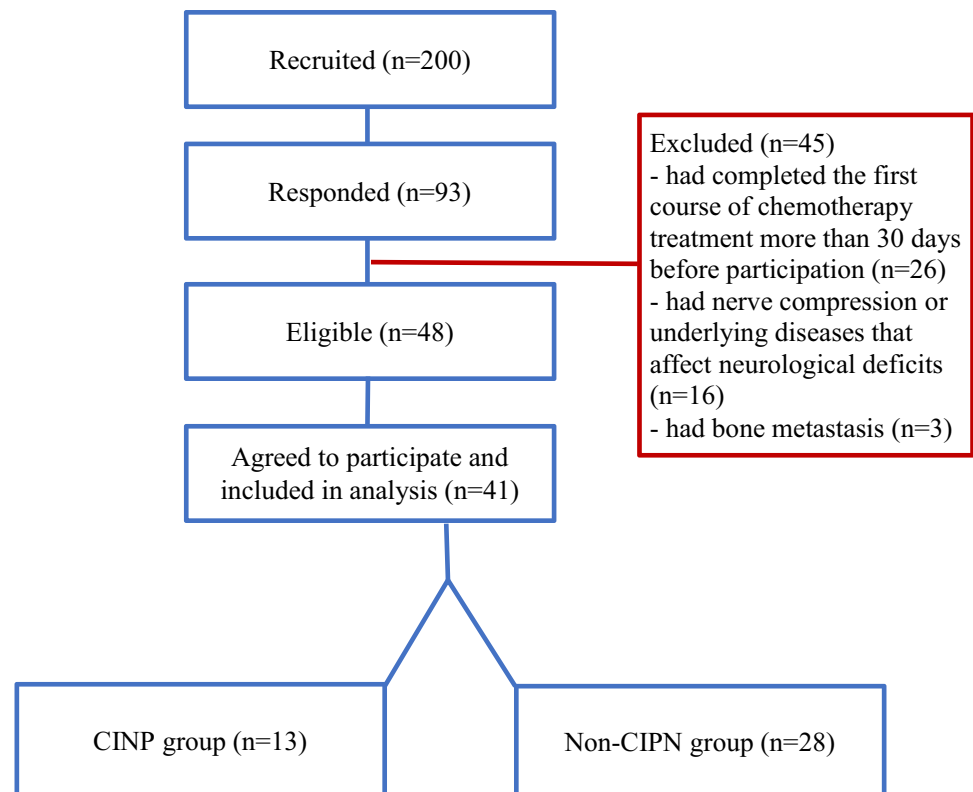 Recruited (n=200)
Responded (n=93)
Excluded (n=45)
- had completed the first
course of chemotherapy
treatment more than 30 days
before participation (n=26)
- had nerve compression or
underlying diseases that
affect neurological deficits
(n=16)
- had bone metastasis (n=3)
Eligible (n=48)
Agreed to participate and
included in analysis (n=41)
CINP group (n=13)
Non-CIPN group (n=28)